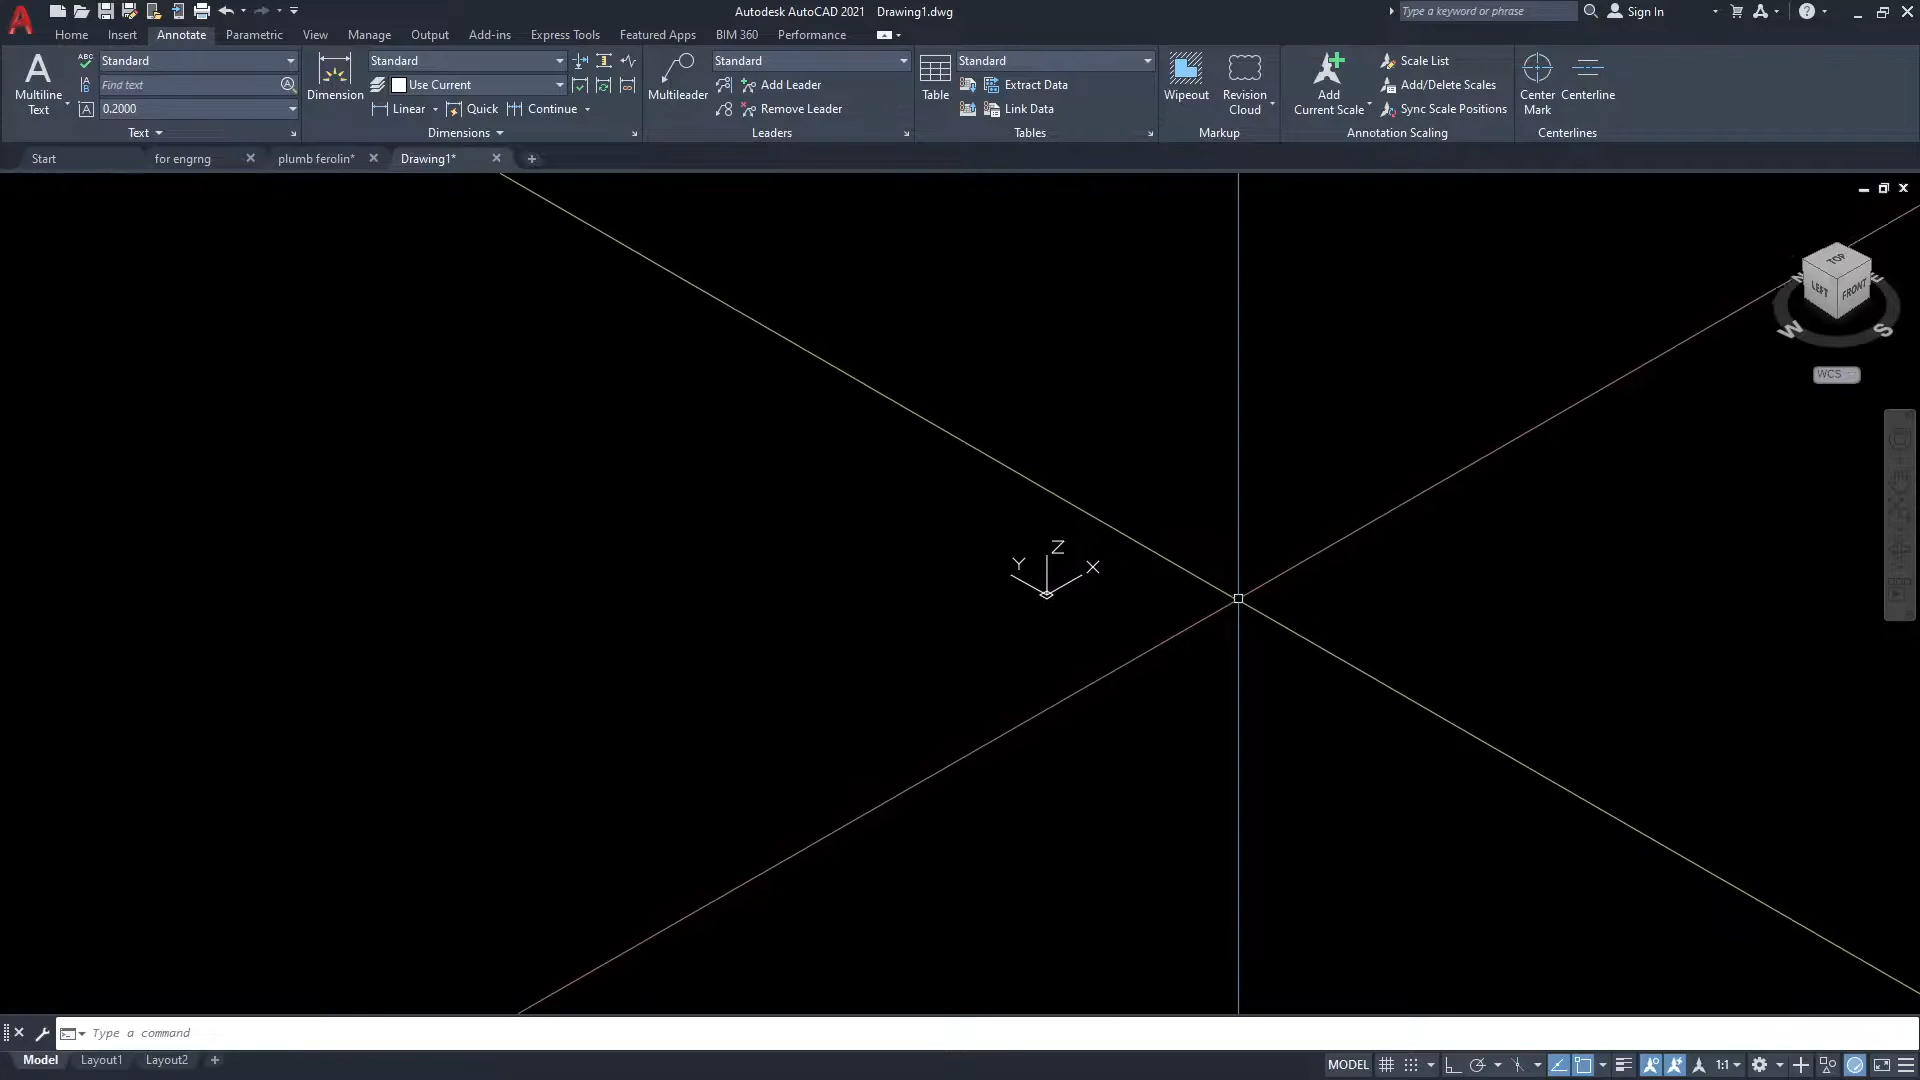 Autodesk AutoCAD 2021 Drawing1.dwg
Type a keyword or phrase
Sign In
Home Insert Annotate Parametric View Manage Output Add-ins Express Tools Featured Apps BIM 360 Performance
Multiline
Text
ABC
Standard
Find text
0.2000
Text
Dimension
Standard
Use Current
Linear Quick Continue
Dimensions
Multileader
Standard
Add Leader
Remove Leader
Leaders
Table
Standard
Extract Data
Link Data
Tables
Wipeout
Revision
Cloud
Markup
Add
Current Scale
Scale List
Add/Delete Scales
Sync Scale Positions
Annotation Scaling
Center
Mark
Centerline
Centerlines
Start for engrng plumb ferolin* Drawing1*
TOP
LEFT FRONT
N E
W S
WCS
Z
Y X
Type a command
Model Layout1 Layout2
MODEL 1:1